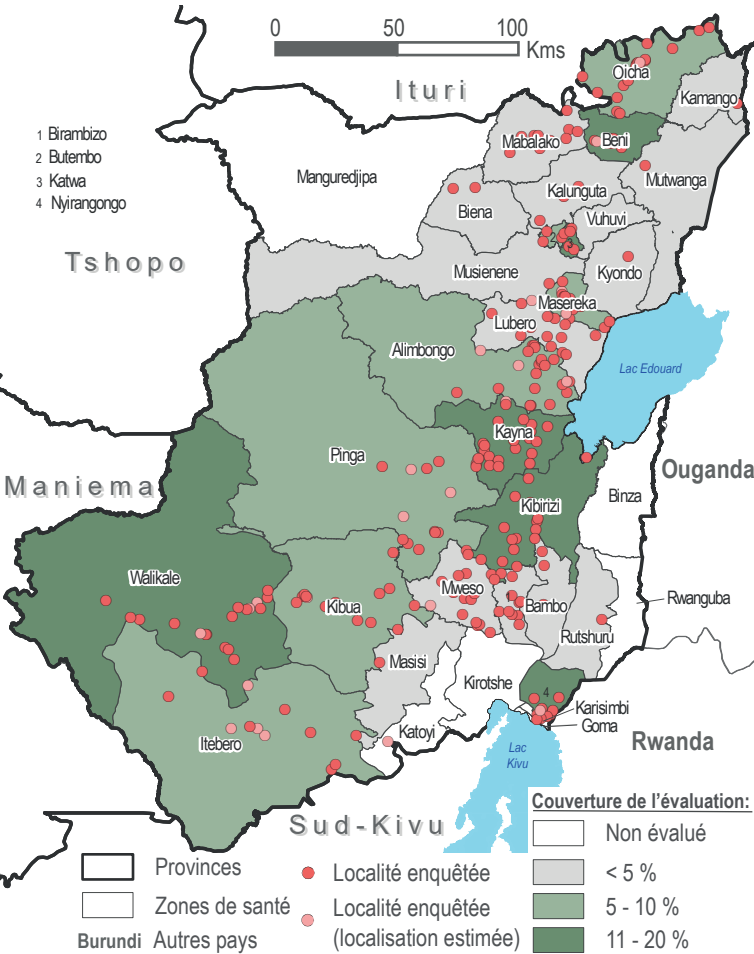 0 50 100
Kms
Ituri
1 Birambizo
2 Butembo
3 Katwa
4 Nyirangongo
Oicha
Kamango
Mabalako
Beni
Manguredjipa
Mutwanga
Kalunguta
Biena
Vuhuvi
Tshopo
3
Musienene
Kyondo
Masereka
Lubero
Alimbongo
Lac Edouard
Kayna
Pinga
Ouganda
Maniema
Binza
Kibirizi
Walikale
Mweso
Rwanguba
Kibua
Bambo
Rutshuru
Masisi
Kirotshe
4
Karisimbi
Katoyi
Goma
Itebero
Rwanda
Lac
Kivu
Sud-Kivu
Couverture de l'évaluation:
Non évalué
< 5 %
5 - 10 %
11 - 20 %
Provinces
Zones de santé
Burundi Autres pays
Localité enquêtée
Localité enquêtée
(localisation estimée)